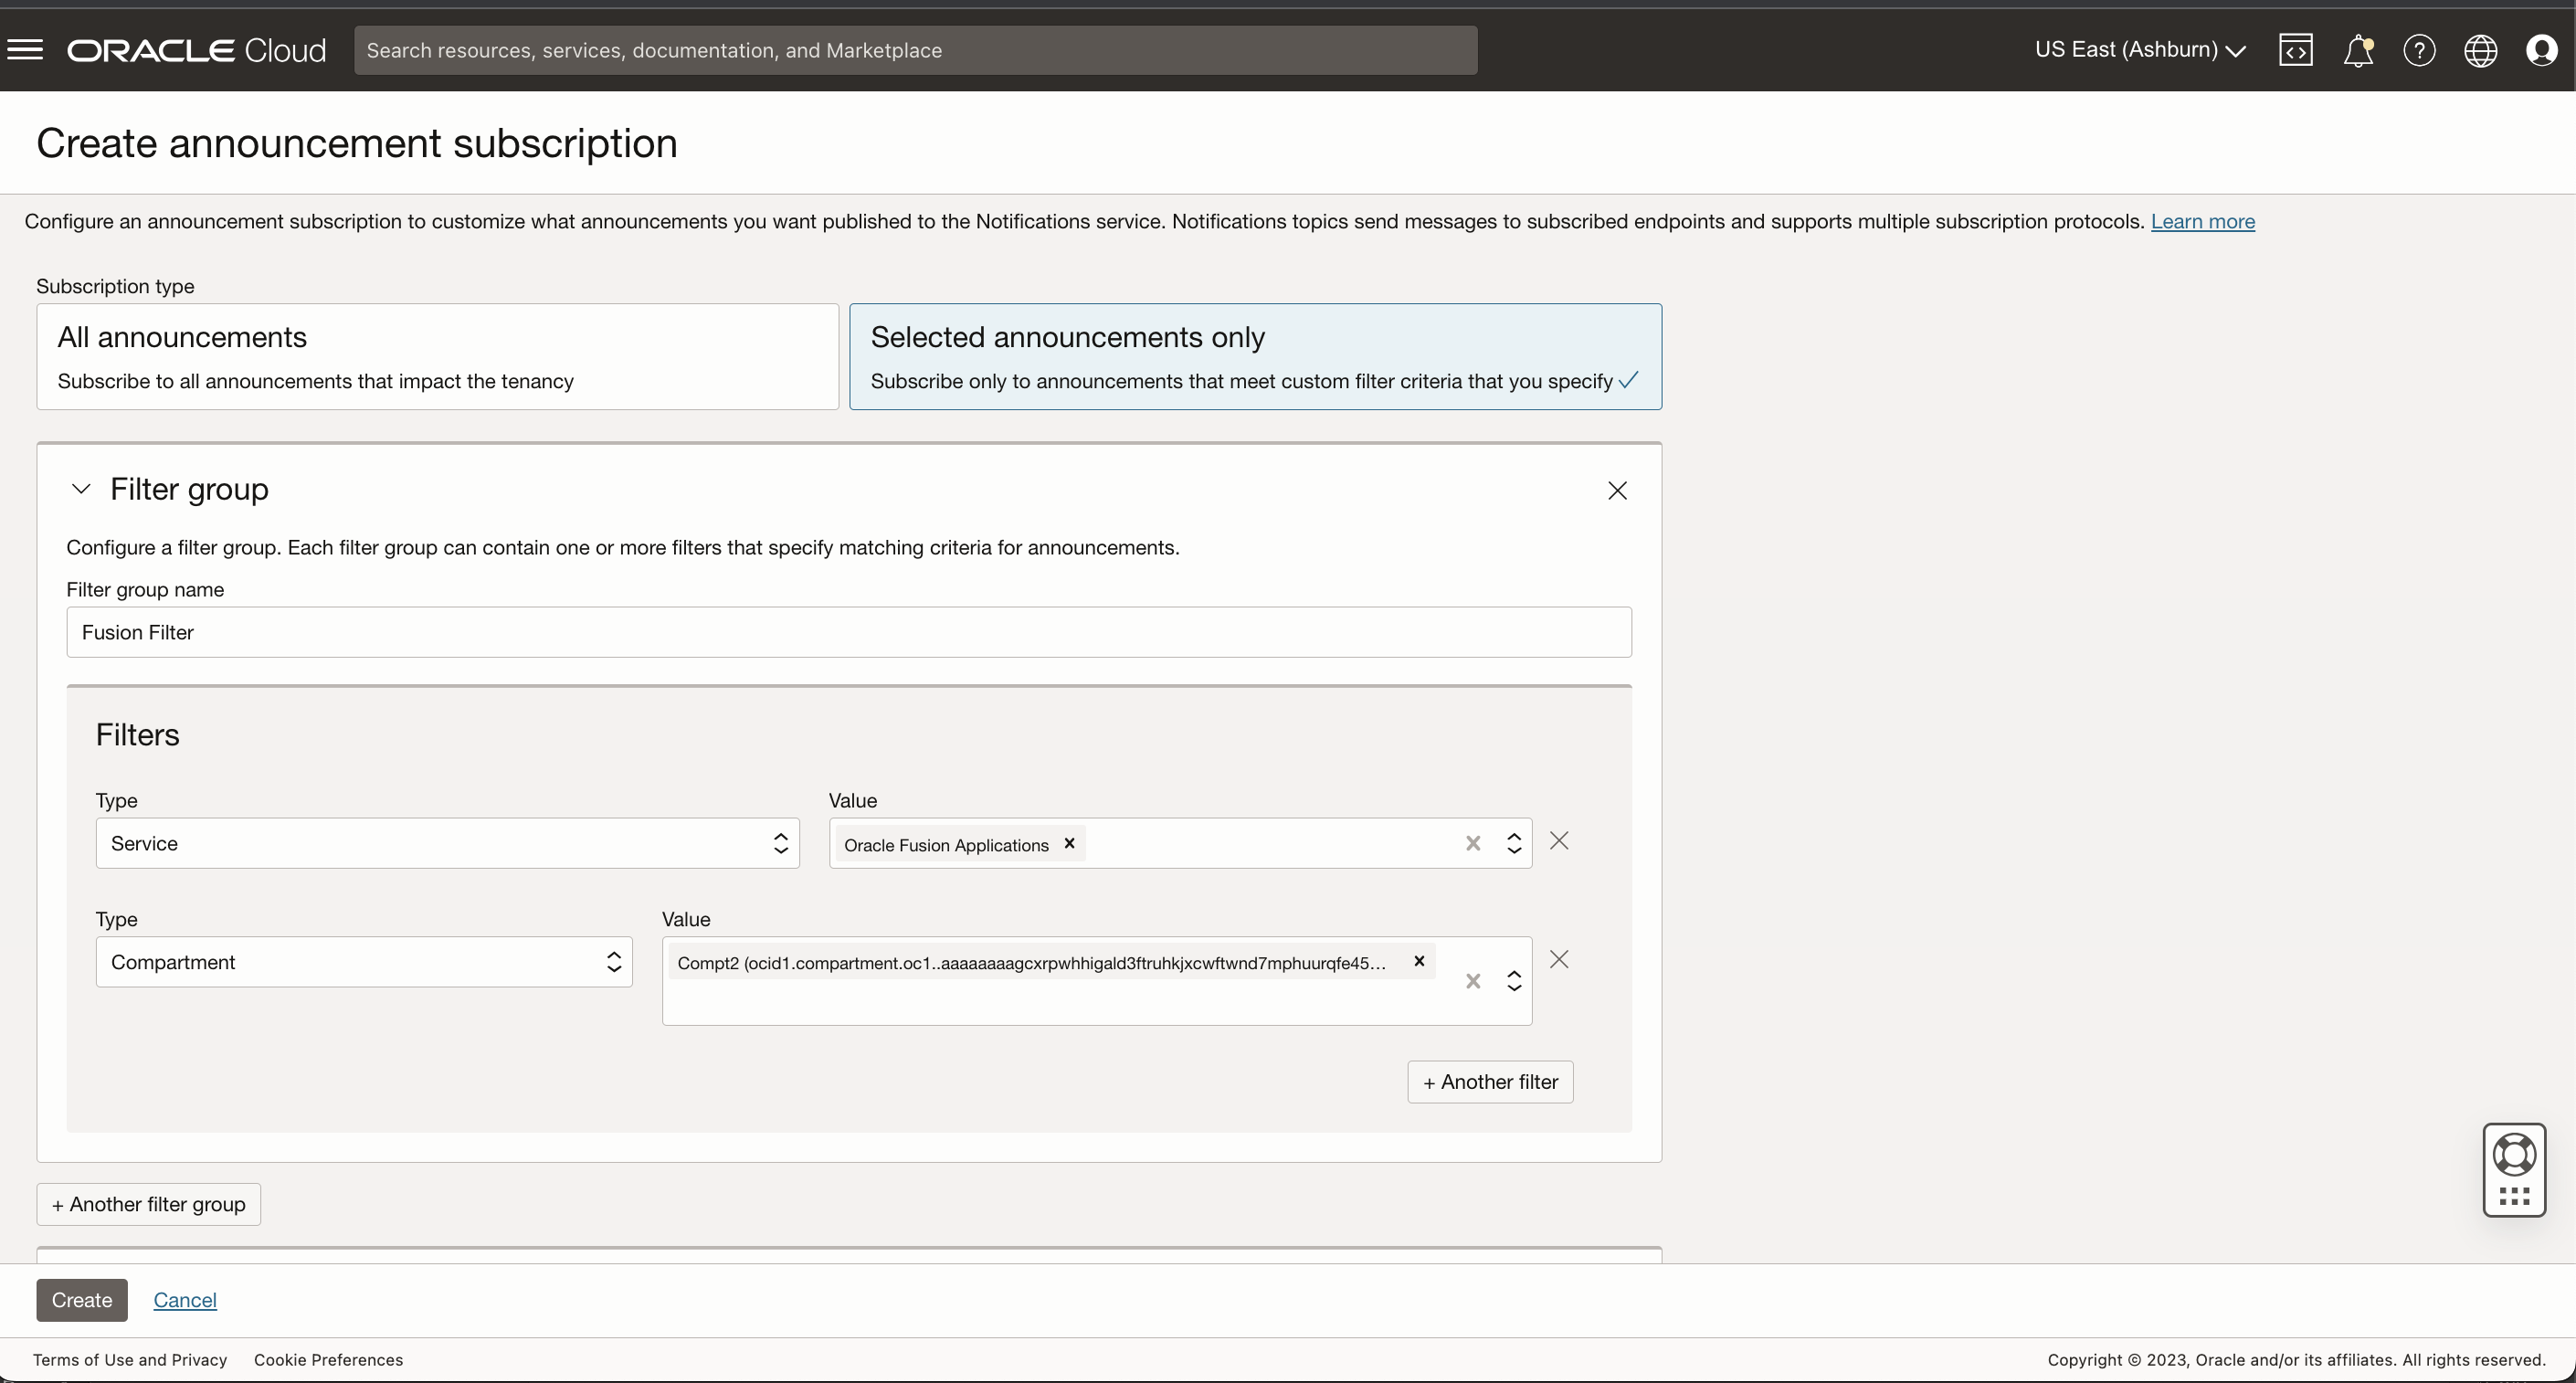 ORACLE Cloud
Search resources, services, documentation, and Marketplace
US East (Ashburn)
Create announcement subscription
Configure an announcement subscription to customize what announcements you want published to the Notifications service. Notifications topics send messages to subscribed endpoints and supports multiple subscription protocols. Learn more
Subscription type
All announcements
Subscribe to all announcements that impact the tenancy
Selected announcements only
Subscribe only to announcements that meet custom filter criteria that you specify
Filter group
Configure a filter group. Each filter group can contain one or more filters that specify matching criteria for announcements.
Filter group name
Fusion Filter
Filters
Type
Value
Service
Oracle Fusion Applications
Type
Value
Compartment
Compt2 (ocid1.compartment.oc1..aaaaaaaagcxrpwhhigald3ftruhkjxcwftwnd7mphuurqfe45...
+ Another filter
+ Another filter group
Create
Cancel
Terms of Use and Privacy
Cookie Preferences
Copyright © 2023, Oracle and/or its affiliates. All rights reserved.